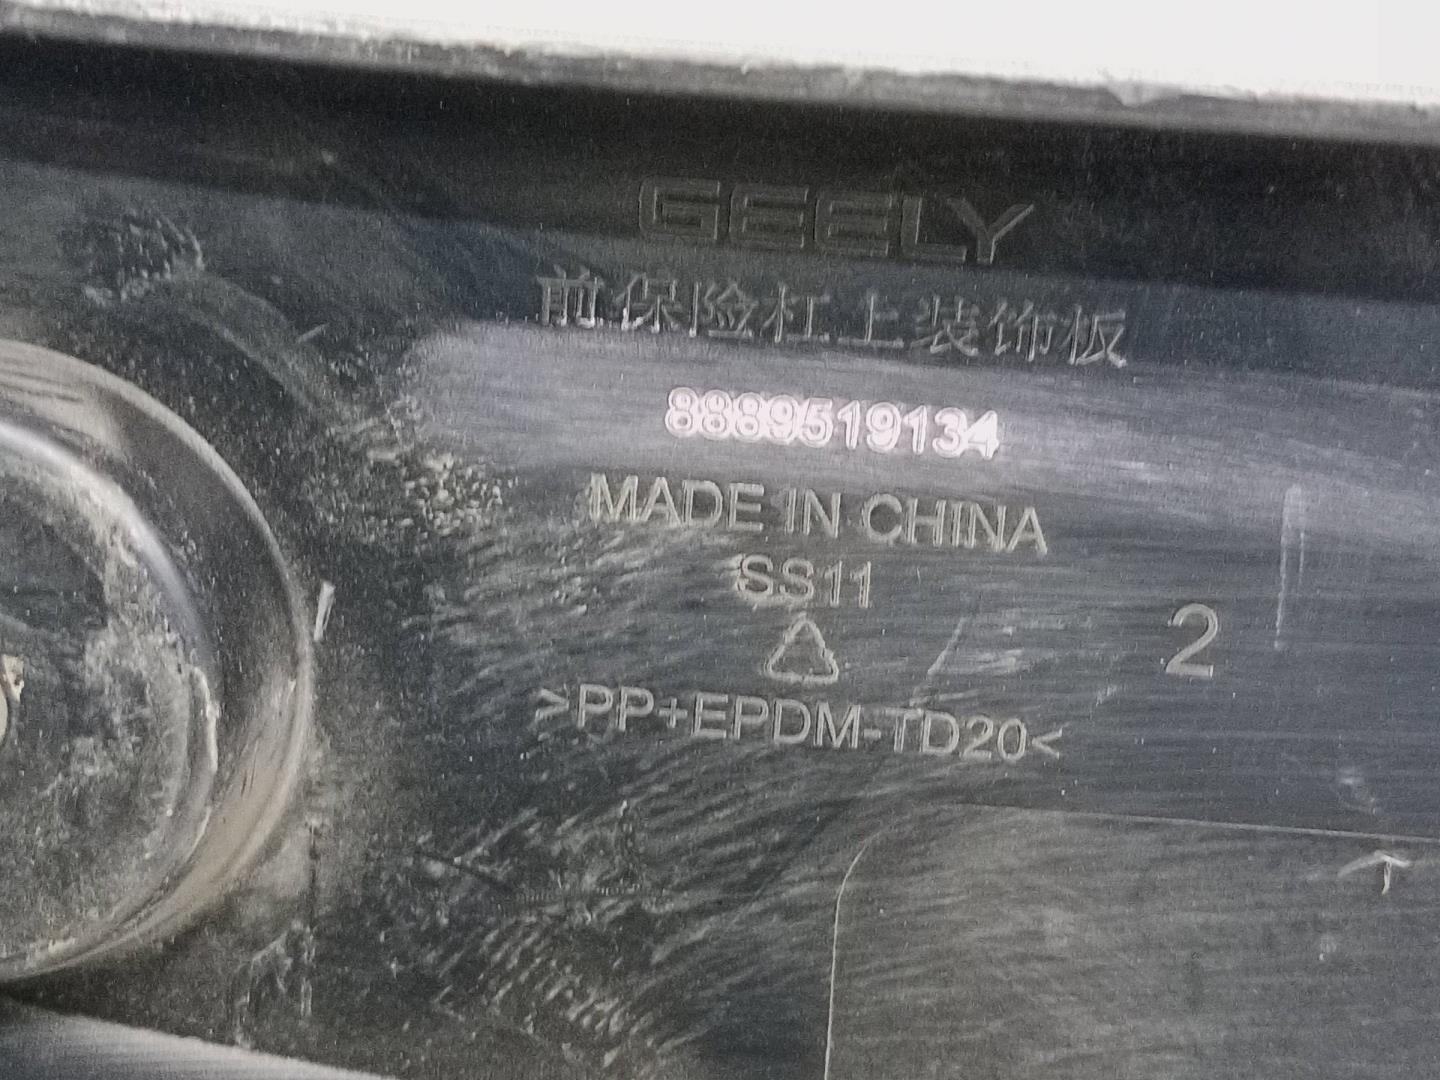 GEELY
前保险杠上装饰板
8889519134
MADE IN CHINA
SS11
2
>PP+EPDM-TD20<